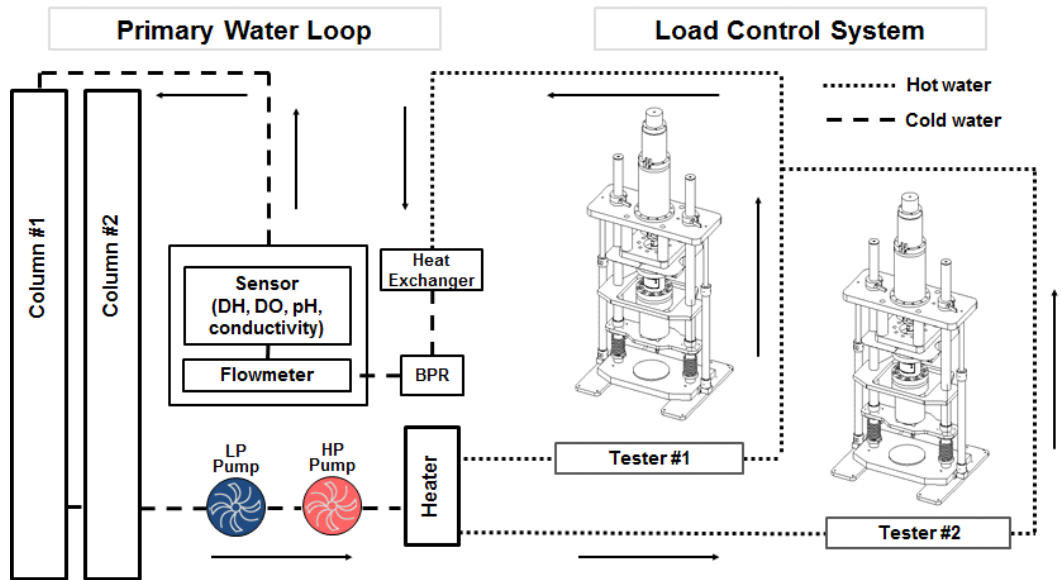 Primary Water Loop
Load Control System
Hot water
Cold water
Column #1
Column #2
Sensor
(DH, DO, pH,
conductivity)
Flowmeter
Heat
Exchanger
BPR
LP
Pump
HP
Pump
Heater
Tester #1
Tester #2